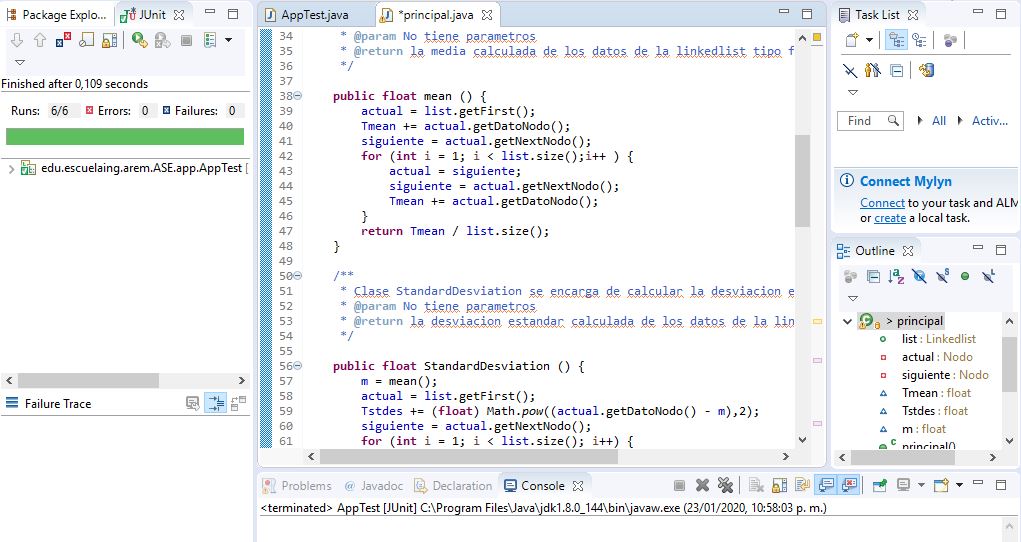 Package Explo...
JUnit
Finished after 0,109 seconds
Runs: 6/6 Errors: 0 Failures: 0
edu.escuelaing.arem.ASE.app.AppTest [
Failure Trace
AppTest.java
*principal.java
34 * @param No tiene parametros
35 * @return la media calculada de los datos de la linkedlist tipo f
36 */
37
38 public float mean () {
39 actual = list.getFirst();
40 Tmean += actual.getDatoNodo();
41 siguiente = actual.getNextNodo();
42 for (int i = 1; i < list.size();i++ ) {
43 actual = siguiente;
44 siguiente = actual.getNextNodo();
45 Tmean += actual.getDatoNodo();
46 }
47 return Tmean / list.size();
48 }
49
50 /**
51 * Clase StandardDesviation se encarga de calcular la desviacion e
52 * @param No tiene parametros
53 * @return la desviacion estandar calculada de los datos de la lin
54 */
55
56 public float StandardDesviation () {
57 m = mean();
58 actual = list.getFirst();
59 Tstdes += (float) Math.pow((actual.getDatoNodo() - m),2);
60 siguiente = actual.getNextNodo();
61 for (int i = 1; i < list.size(); i++) {
Task List
Find All Activ...
Connect Mylyn
Connect to your task and ALM
or create a local task.
Outline
> principal
list : Linkedlist
actual : Nodo
siguiente : Nodo
Tmean : float
Tstdes : float
m : float
principal()
Problems @ Javadoc Declaration Console
<terminated> AppTest [JUnit] C:\Program Files\Java\jdk1.8.0_144\bin\javaw.exe (23/01/2020, 10:58:03 p. m.)